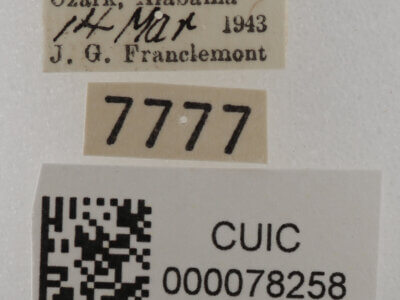 Ozark, Alabama
14 Mar 1943
J. G. Franclemont
7777
CUIC
000078258